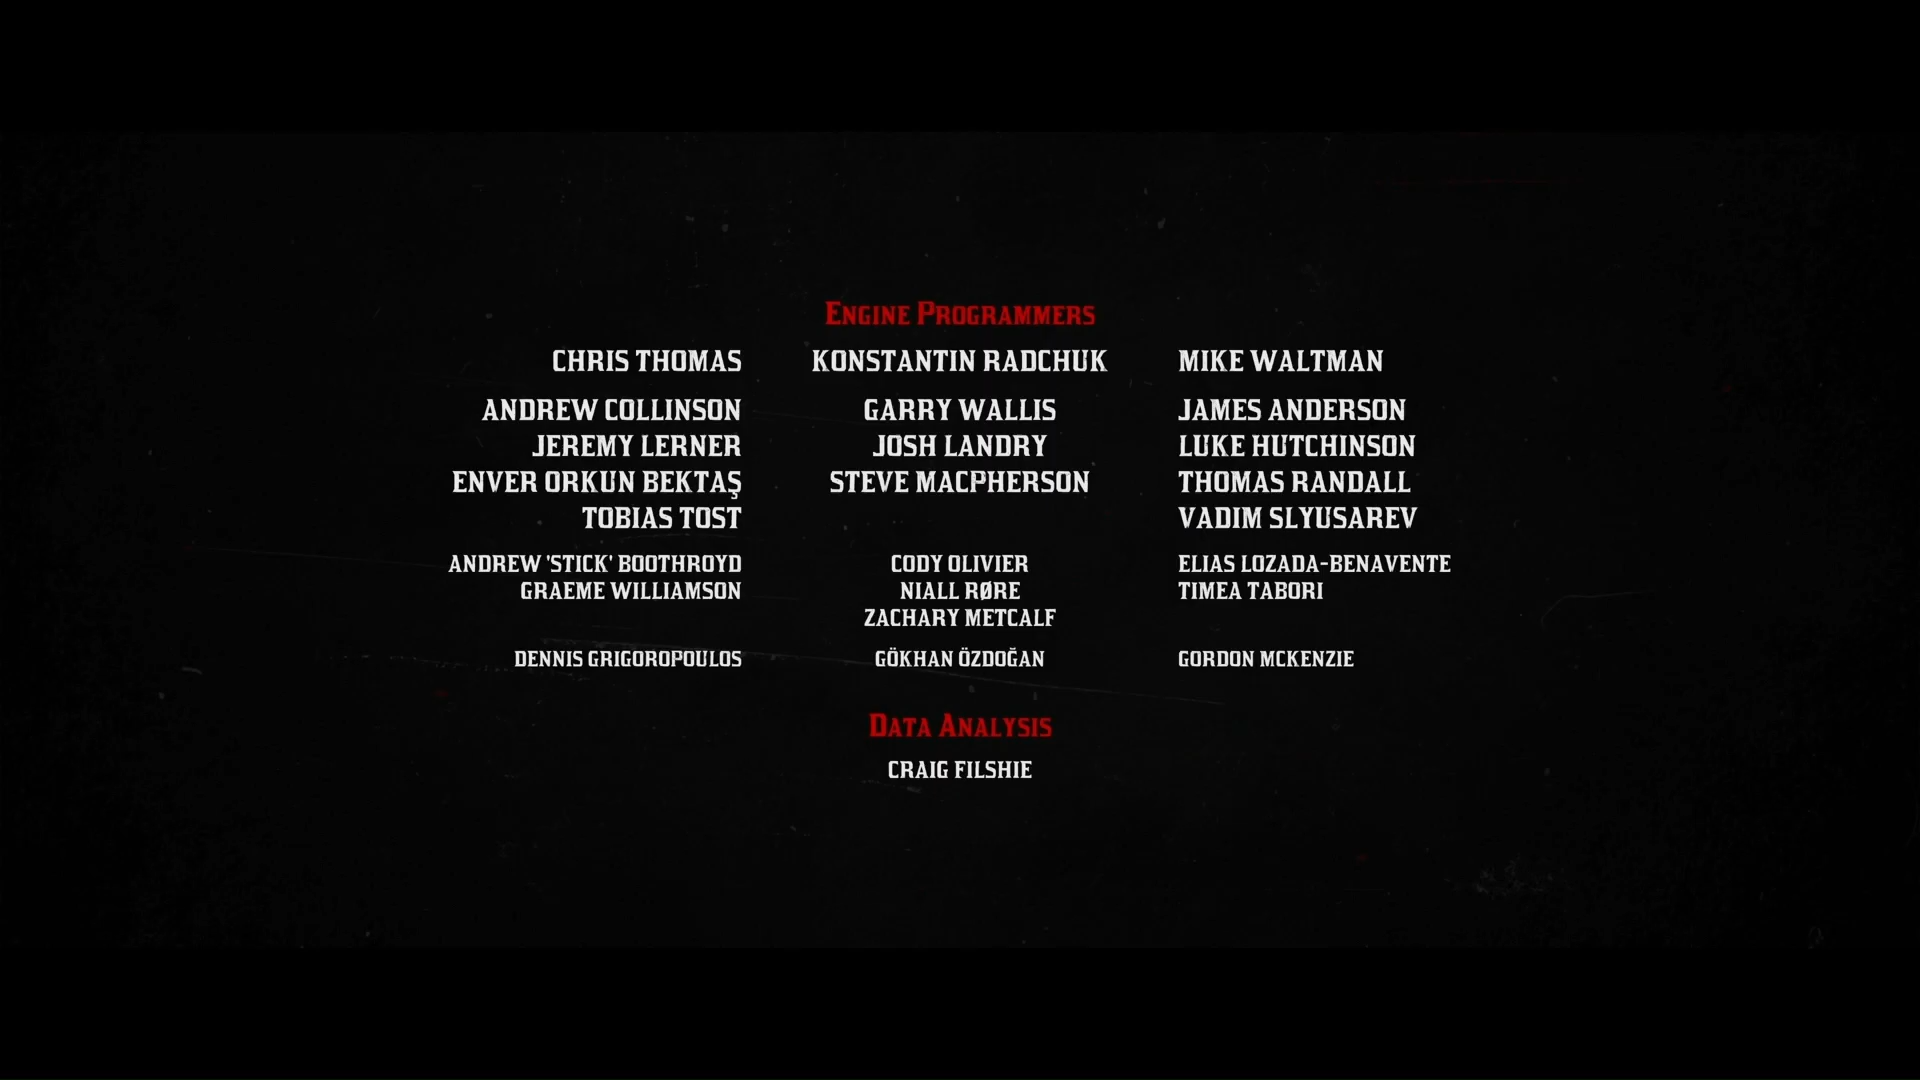 Engine Programmers
CHRIS THOMAS KONSTANTIN RADCHUK MIKE WALTMAN
ANDREW COLLINSON GARRY WALLIS JAMES ANDERSON
JEREMY LERNER JOSH LANDRY LUKE HUTCHINSON
ENVER ORKUN BEKTAŞ STEVE MACPHERSON THOMAS RANDALL
TOBIAS TOST VADIM SLYUSAREV
ANDREW 'STICK' BOOTHROYD CODY OLIVIER ELIAS LOZADA-BENAVENTE
GRAEME WILLIAMSON NIALL RØRE TIMEA TABORI
ZACHARY METCALF
DENNIS GRIGOROPOULOS GÖKHAN ÖZDOĞAN GORDON MCKENZIE
Data Analysis
CRAIG FILSHIE